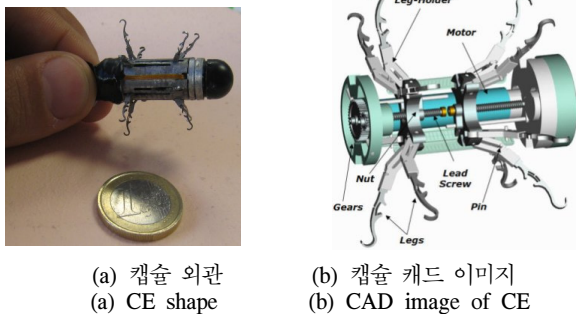 Leg-Holder
Motor
Nut
Lead
Screw
Gears
Pin
Legs
(a) 캡슐 외관
(a) CE shape
(b) 캡슐 캐드 이미지
(b) CAD image of CE